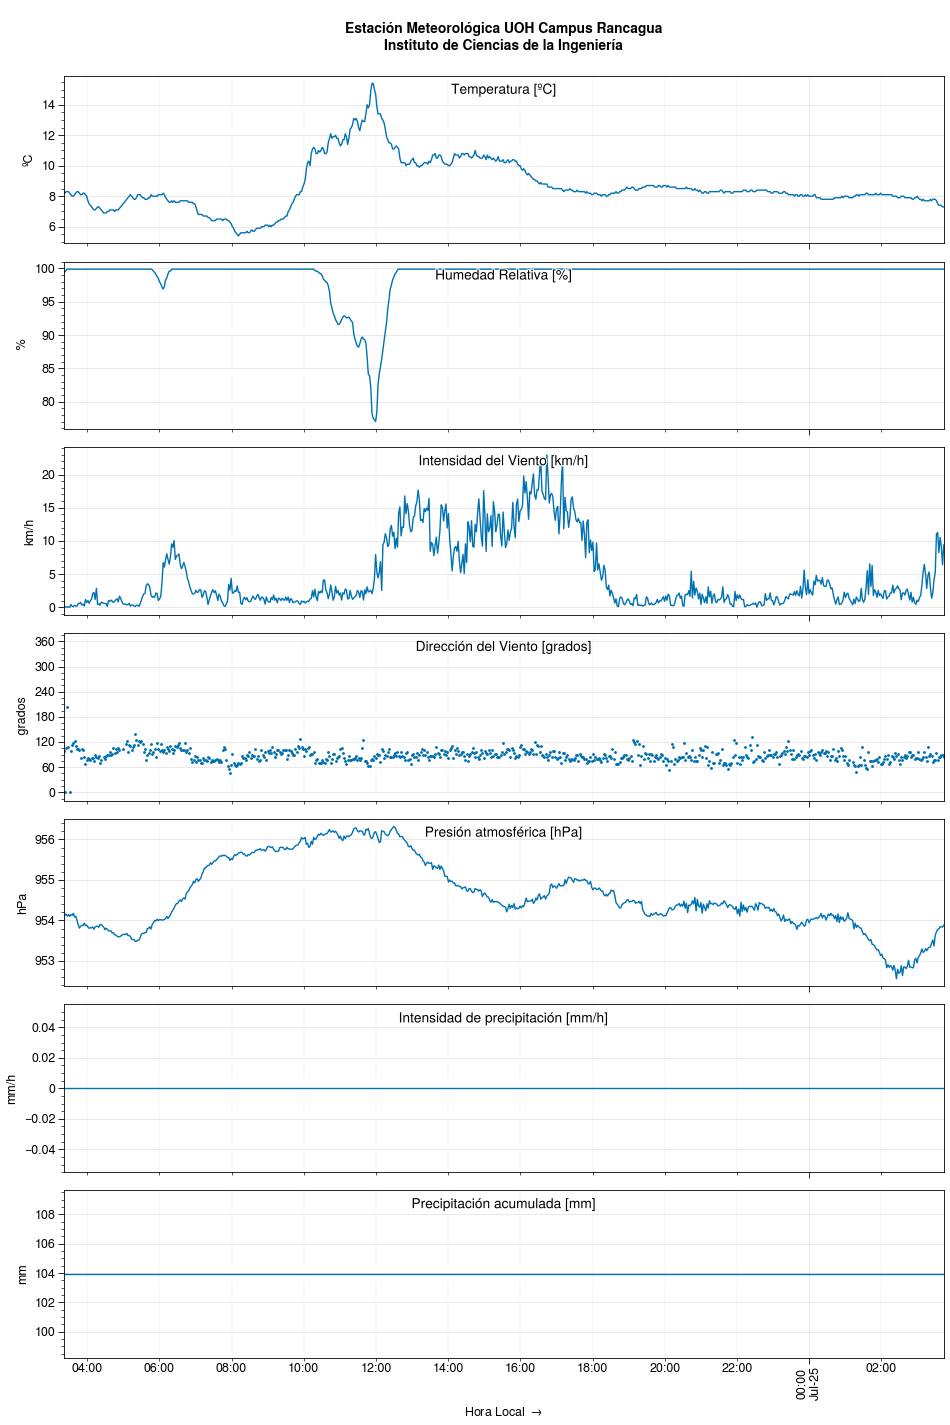 Estación Meteorológica UOH Campus Rancagua
Instituto de Ciencias de la Ingeniería
Temperatura [ºC]
14
12
10
8
6
ºC
Humedad Relativa [%]
100
95
90
85
80
%
Intensidad del Viento [km/h]
20
15
10
5
0
km/h
Dirección del Viento [grados]
360
300
240
180
120
60
0
grados
Presión atmosférica [hPa]
956
955
954
953
hPa
Intensidad de precipitación [mm/h]
0.04
0.02
0
−0.02
−0.04
mm/h
Precipitación acumulada [mm]
108
106
104
102
100
mm
04:00 06:00 08:00 10:00 12:00 14:00 16:00 18:00 20:00 22:00 00:00 02:00
Jul-25
Hora Local →